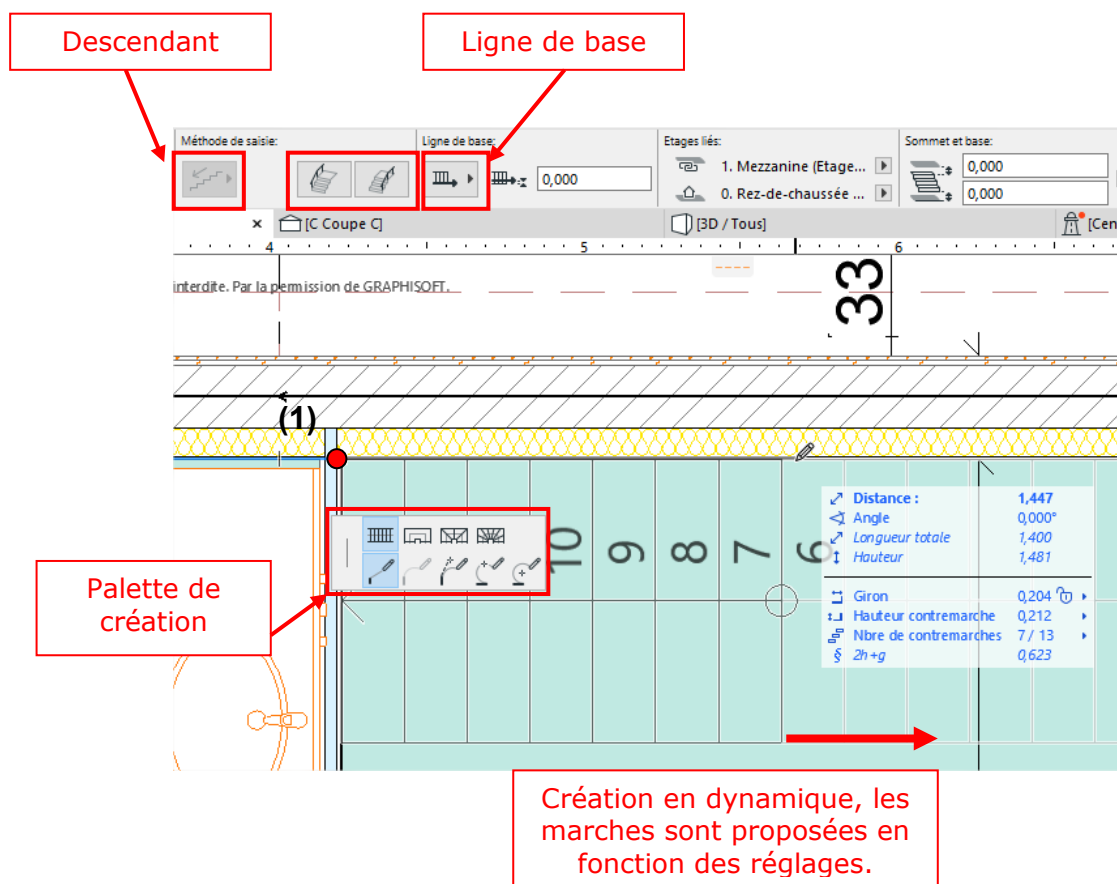 Descendant
Ligne de base
Méthode de saisie:
Ligne de base:
Etages liés:
Sommet et base:
0,000
1. Mezzanine (Etage...
0. Rez-de-chaussée ...
0,000
0,000
[C Coupe C]
[3D / Tous]
[Cen
4
5
6
interdite. Par la permission de GRAPHISOFT.
33
(1)
10
9
8
7
6
Distance : 1,447
Angle 0,000°
Longueur totale 1,400
Hauteur 1,481
Giron 0,204
Hauteur contremarche 0,212
Nbre de contremarches 7 / 13
2h+g 0,623
Palette de
création
Création en dynamique, les
marches sont proposées en
fonction des réglages.